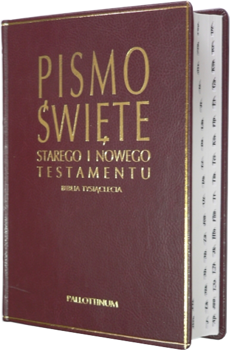 PISMO
ŚWIĘTE
STAREGO I NOWEGO
TESTAMENTU
BIBLIA TYSIĄCLECIA
PALLOTTINUM